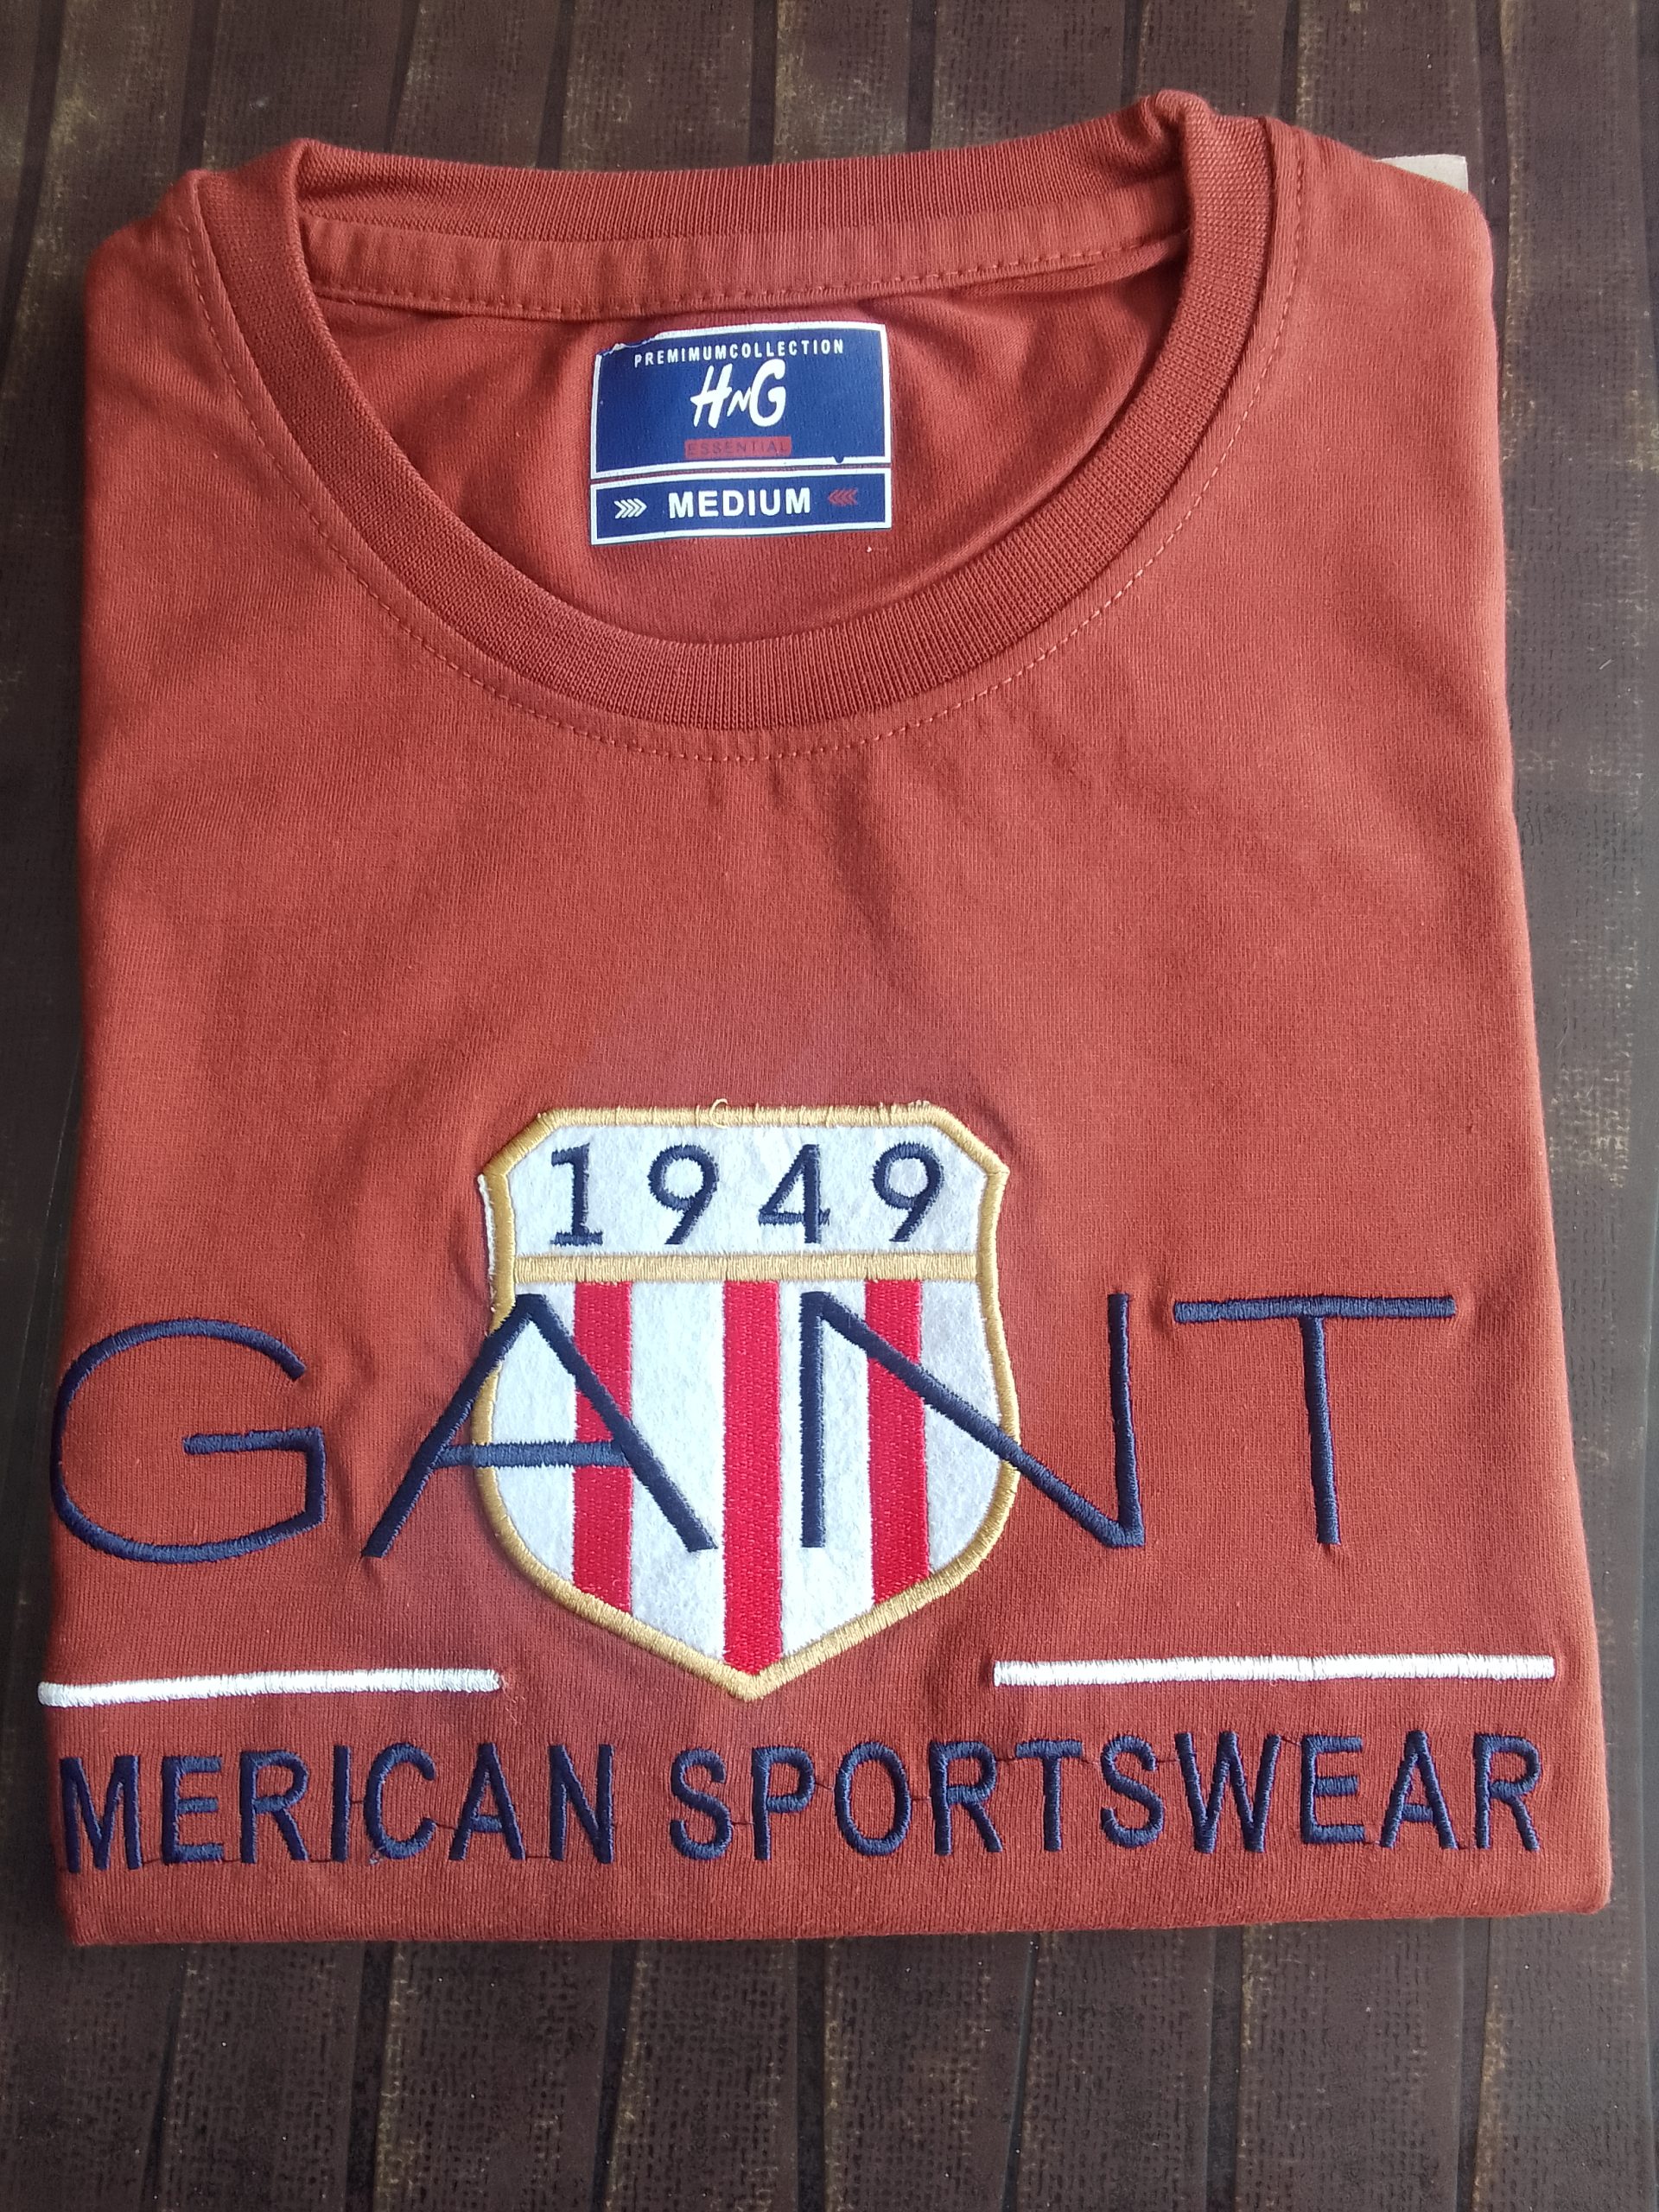 PREMIMUMCOLLECTION
HNG
ESSENTIAL
MEDIUM
1949
GANT
MERICAN SPORTSWEAR